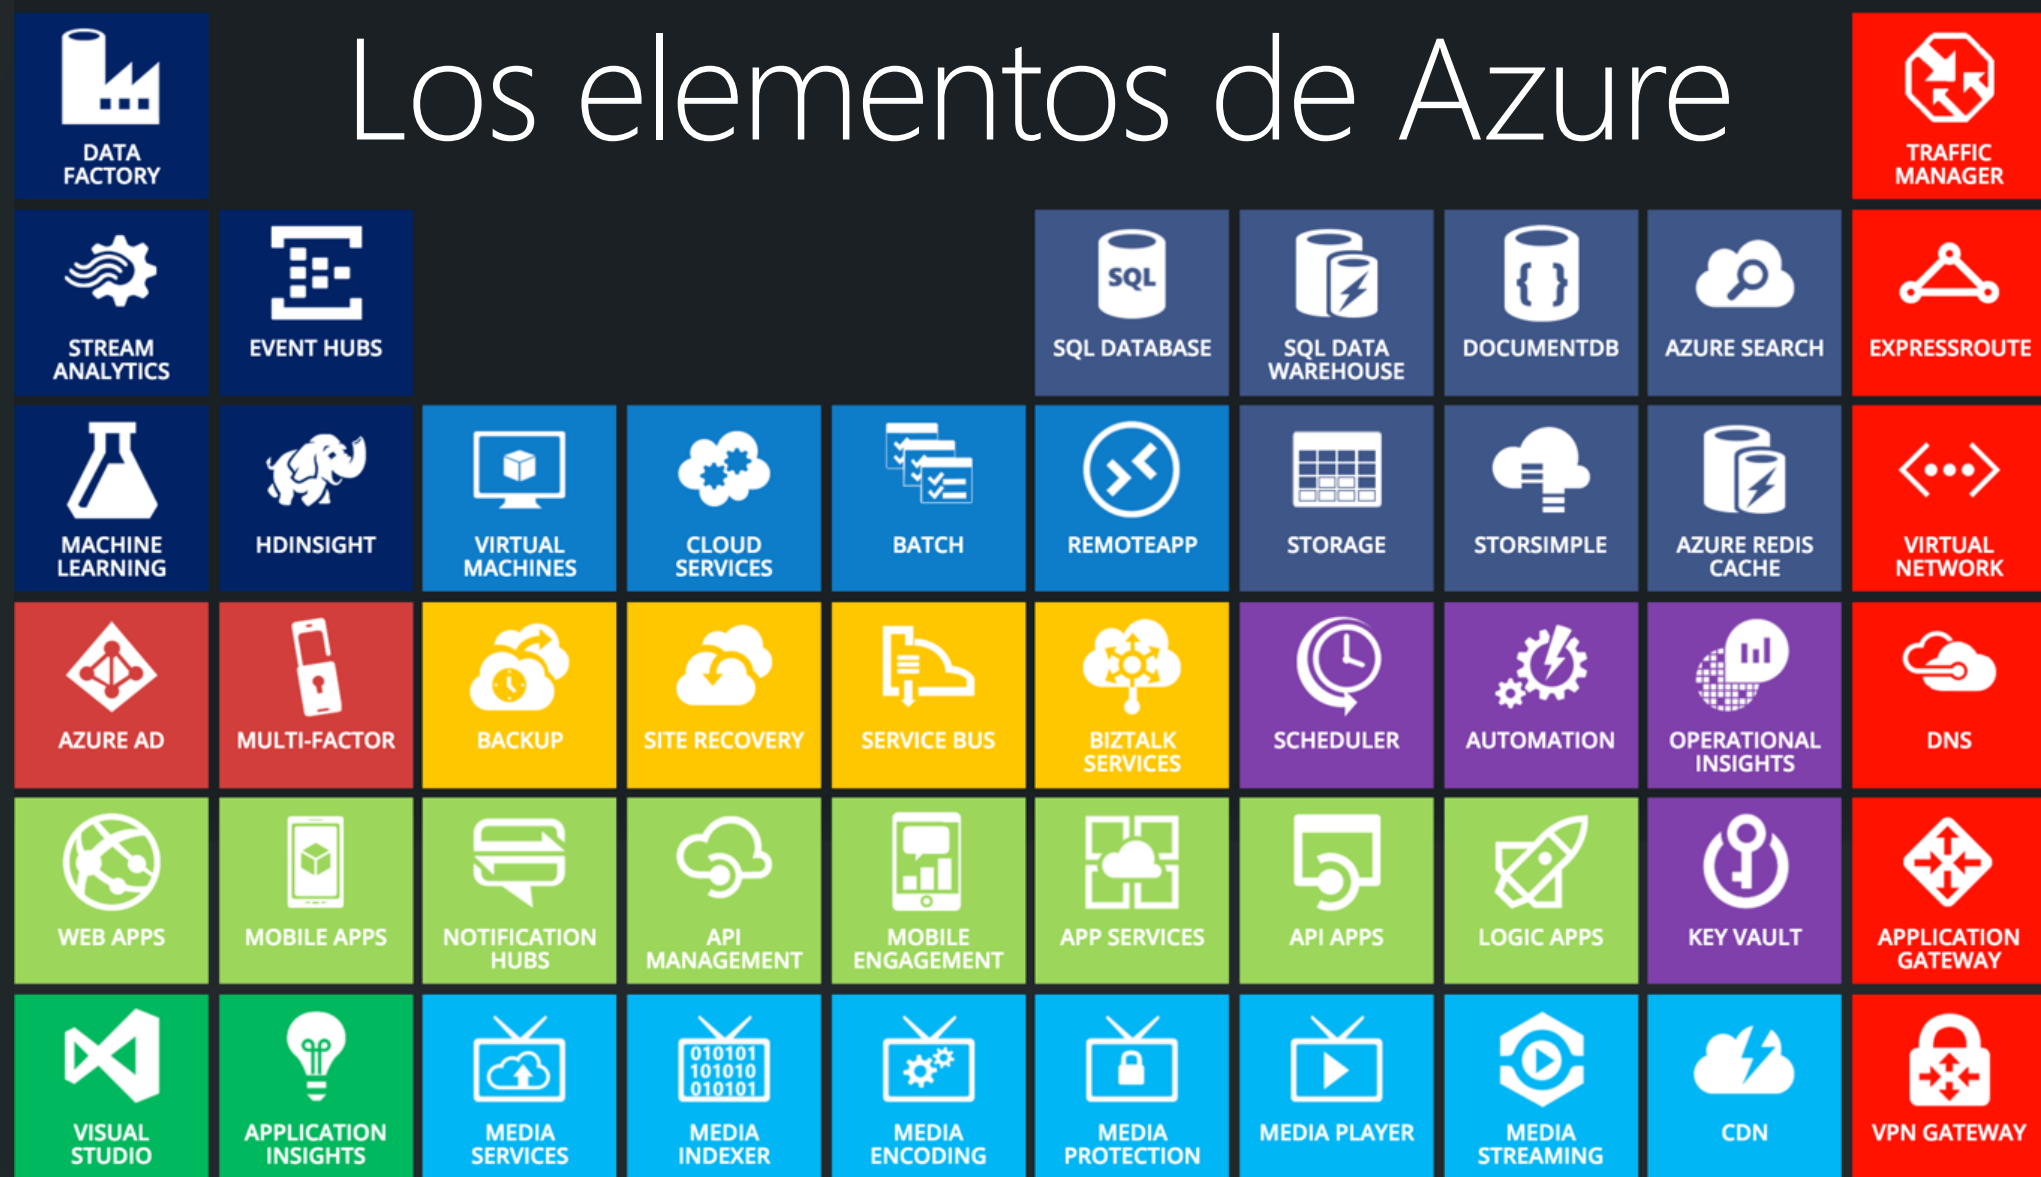 Los elementos de Azure
DATA
FACTORY
TRAFFIC
MANAGER
STREAM
ANALYTICS
EVENT HUBS
SQL
SQL DATABASE
SQL DATA
WAREHOUSE
{ }
DOCUMENTDB
AZURE SEARCH
EXPRESSROUTE
MACHINE
LEARNING
HDINSIGHT
VIRTUAL
MACHINES
CLOUD
SERVICES
BATCH
REMOTEAPP
STORAGE
STORSIMPLE
AZURE REDIS
CACHE
VIRTUAL
NETWORK
AZURE AD
MULTI-FACTOR
BACKUP
SITE RECOVERY
SERVICE BUS
BIZTALK
SERVICES
SCHEDULER
AUTOMATION
OPERATIONAL
INSIGHTS
DNS
WEB APPS
MOBILE APPS
NOTIFICATION
HUBS
API
MANAGEMENT
MOBILE
ENGAGEMENT
APP SERVICES
API APPS
LOGIC APPS
KEY VAULT
APPLICATION
GATEWAY
VISUAL
STUDIO
APPLICATION
INSIGHTS
MEDIA
SERVICES
010101
101010
010101
MEDIA
INDEXER
MEDIA
ENCODING
MEDIA
PROTECTION
MEDIA PLAYER
MEDIA
STREAMING
CDN
VPN GATEWAY